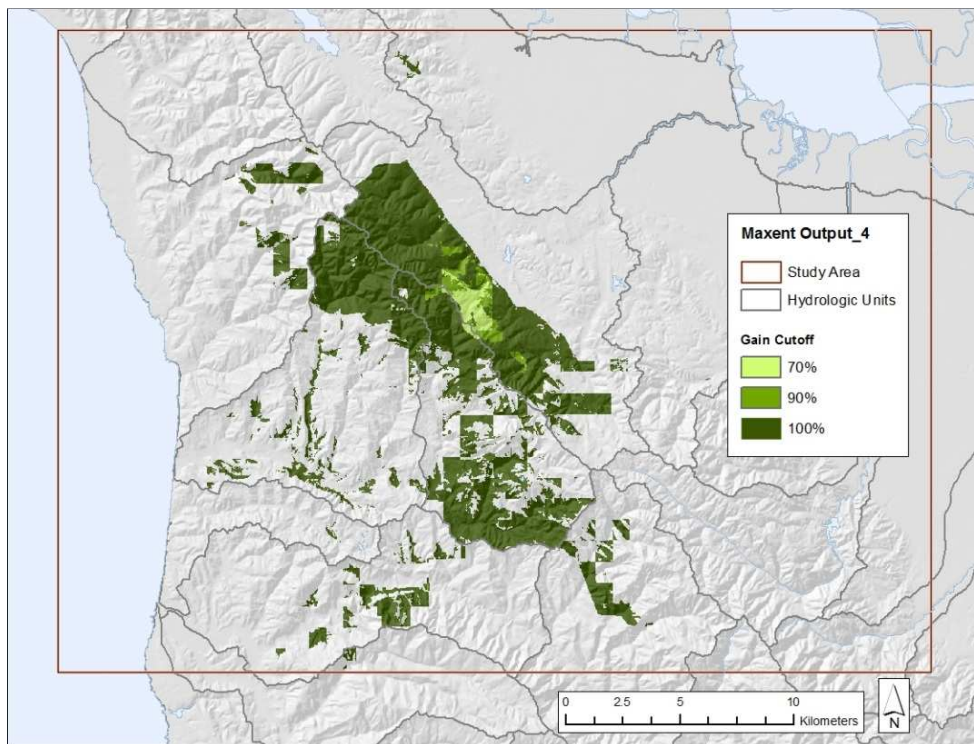 Maxent Output_4
Study Area
Hydrologic Units
Gain Cutoff
70%
90%
100%
0 2.5 5 10
Kilometers
N